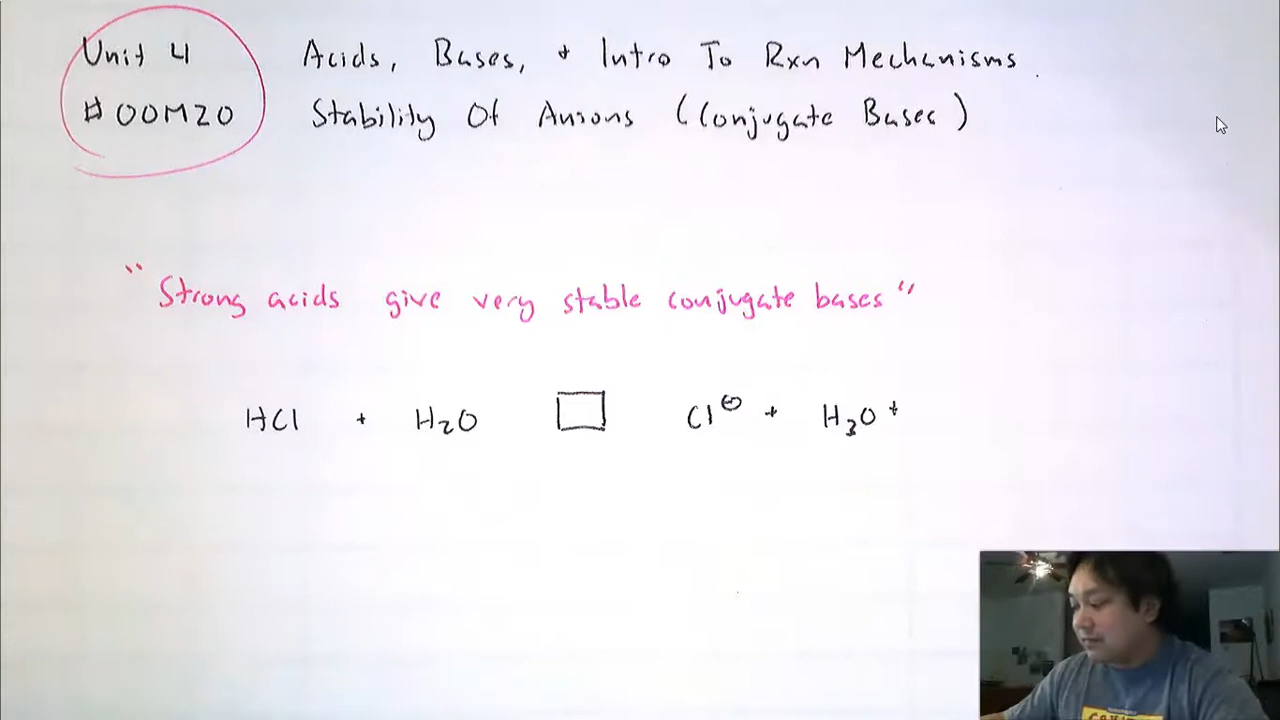 Unit 4 Acids, Bases, + Intro To Rxn Mechanisms
#OOM20 Stability Of Anions (Conjugate Bases)
"Strong acids give very stable conjugate bases"
HCl + H₂O □ Cl⊖ + H₃O⁺